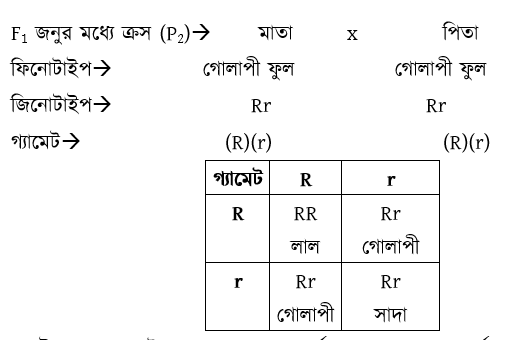 F₁ জনুর মধ্যে ক্রস (P₂)→ মাতা x পিতা
ফিনোটাইপ→ গোলাপী ফুল গোলাপী ফুল
জিনোটাইপ→ Rr Rr
গ্যামেট→ (R)(r) (R)(r)
গ্যামেট R r
R RR Rr
লাল গোলাপী
r Rr Rr
গোলাপী সাদা